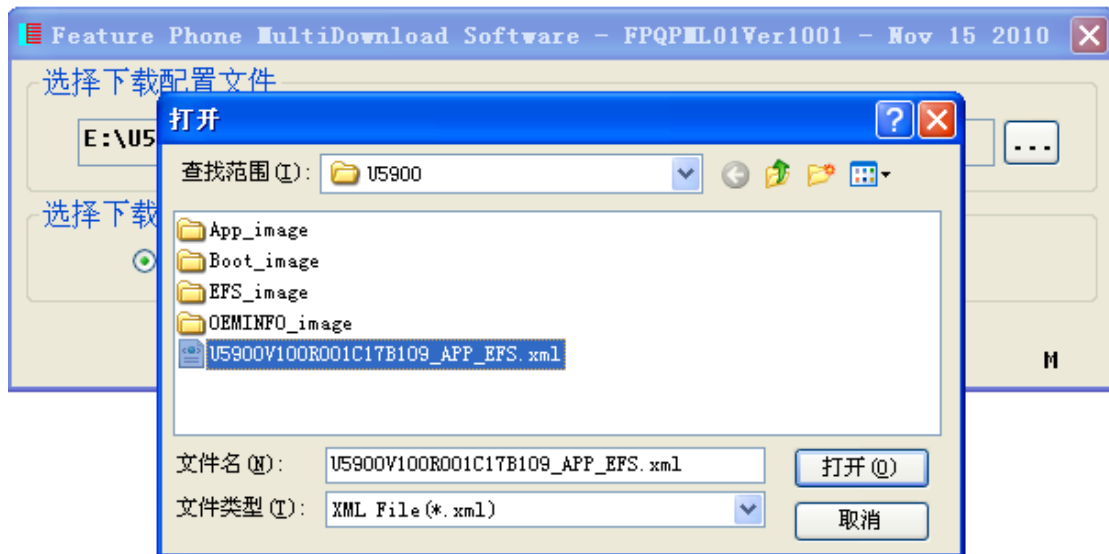 Feature Phone MultiDownload Software - FPQPML01Ver1001 - Nov 15 2010
选择下载配置文件
E:\U5
...
打开
查找范围(I):
U5900
选择下载
App_image
Boot_image
EFS_image
OEMINFO_image
U5900V100R001C17B109_APP_EFS.xml
M
文件名(N):
U5900V100R001C17B109_APP_EFS.xml
打开(O)
文件类型(T):
XML File(*.xml)
取消